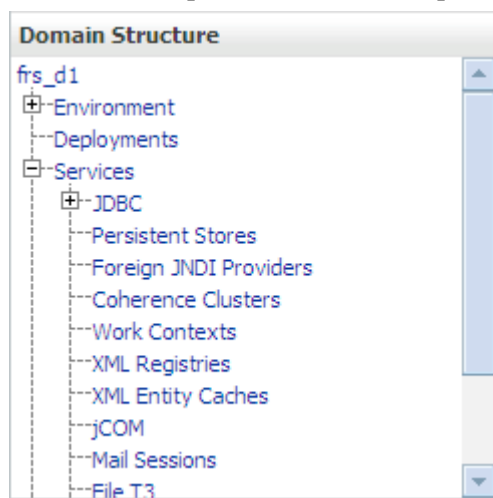 Domain Structure
frs_d1
Environment
Deployments
Services
JDBC
Persistent Stores
Foreign JNDI Providers
Coherence Clusters
Work Contexts
XML Registries
XML Entity Caches
jCOM
Mail Sessions
File T3